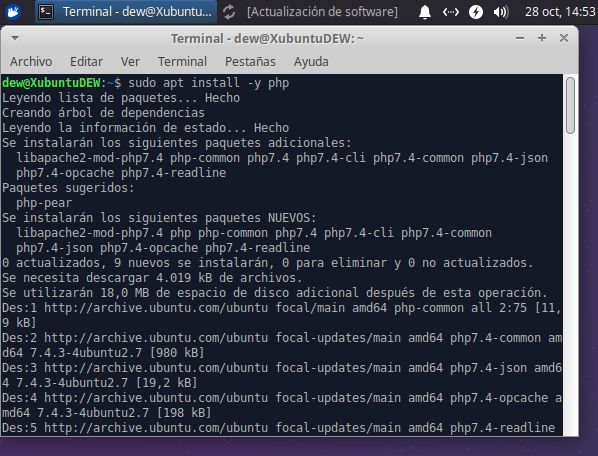 Terminal - dew@Xubuntu... [Actualización de software] 28 oct, 14:53
Terminal - dew@XubuntuDEW: ~
Archivo Editar Ver Terminal Pestañas Ayuda
dew@XubuntuDEW:~$ sudo apt install -y php
Leyendo lista de paquetes... Hecho
Creando árbol de dependencias
Leyendo la información de estado... Hecho
Se instalarán los siguientes paquetes adicionales:
libapache2-mod-php7.4 php-common php7.4 php7.4-cli php7.4-common php7.4-json
php7.4-opcache php7.4-readline
Paquetes sugeridos:
php-pear
Se instalarán los siguientes paquetes NUEVOS:
libapache2-mod-php7.4 php php-common php7.4 php7.4-cli php7.4-common
php7.4-json php7.4-opcache php7.4-readline
0 actualizados, 9 nuevos se instalarán, 0 para eliminar y 0 no actualizados.
Se necesita descargar 4.019 kB de archivos.
Se utilizarán 18,0 MB de espacio de disco adicional después de esta operación.
Des:1 http://archive.ubuntu.com/ubuntu focal/main amd64 php-common all 2:75 [11,
9 kB]
Des:2 http://archive.ubuntu.com/ubuntu focal-updates/main amd64 php7.4-common am
d64 7.4.3-4ubuntu2.7 [980 kB]
Des:3 http://archive.ubuntu.com/ubuntu focal-updates/main amd64 php7.4-json amd6
4 7.4.3-4ubuntu2.7 [19,2 kB]
Des:4 http://archive.ubuntu.com/ubuntu focal-updates/main amd64 php7.4-opcache a
md64 7.4.3-4ubuntu2.7 [198 kB]
Des:5 http://archive.ubuntu.com/ubuntu focal-updates/main amd64 php7.4-readline